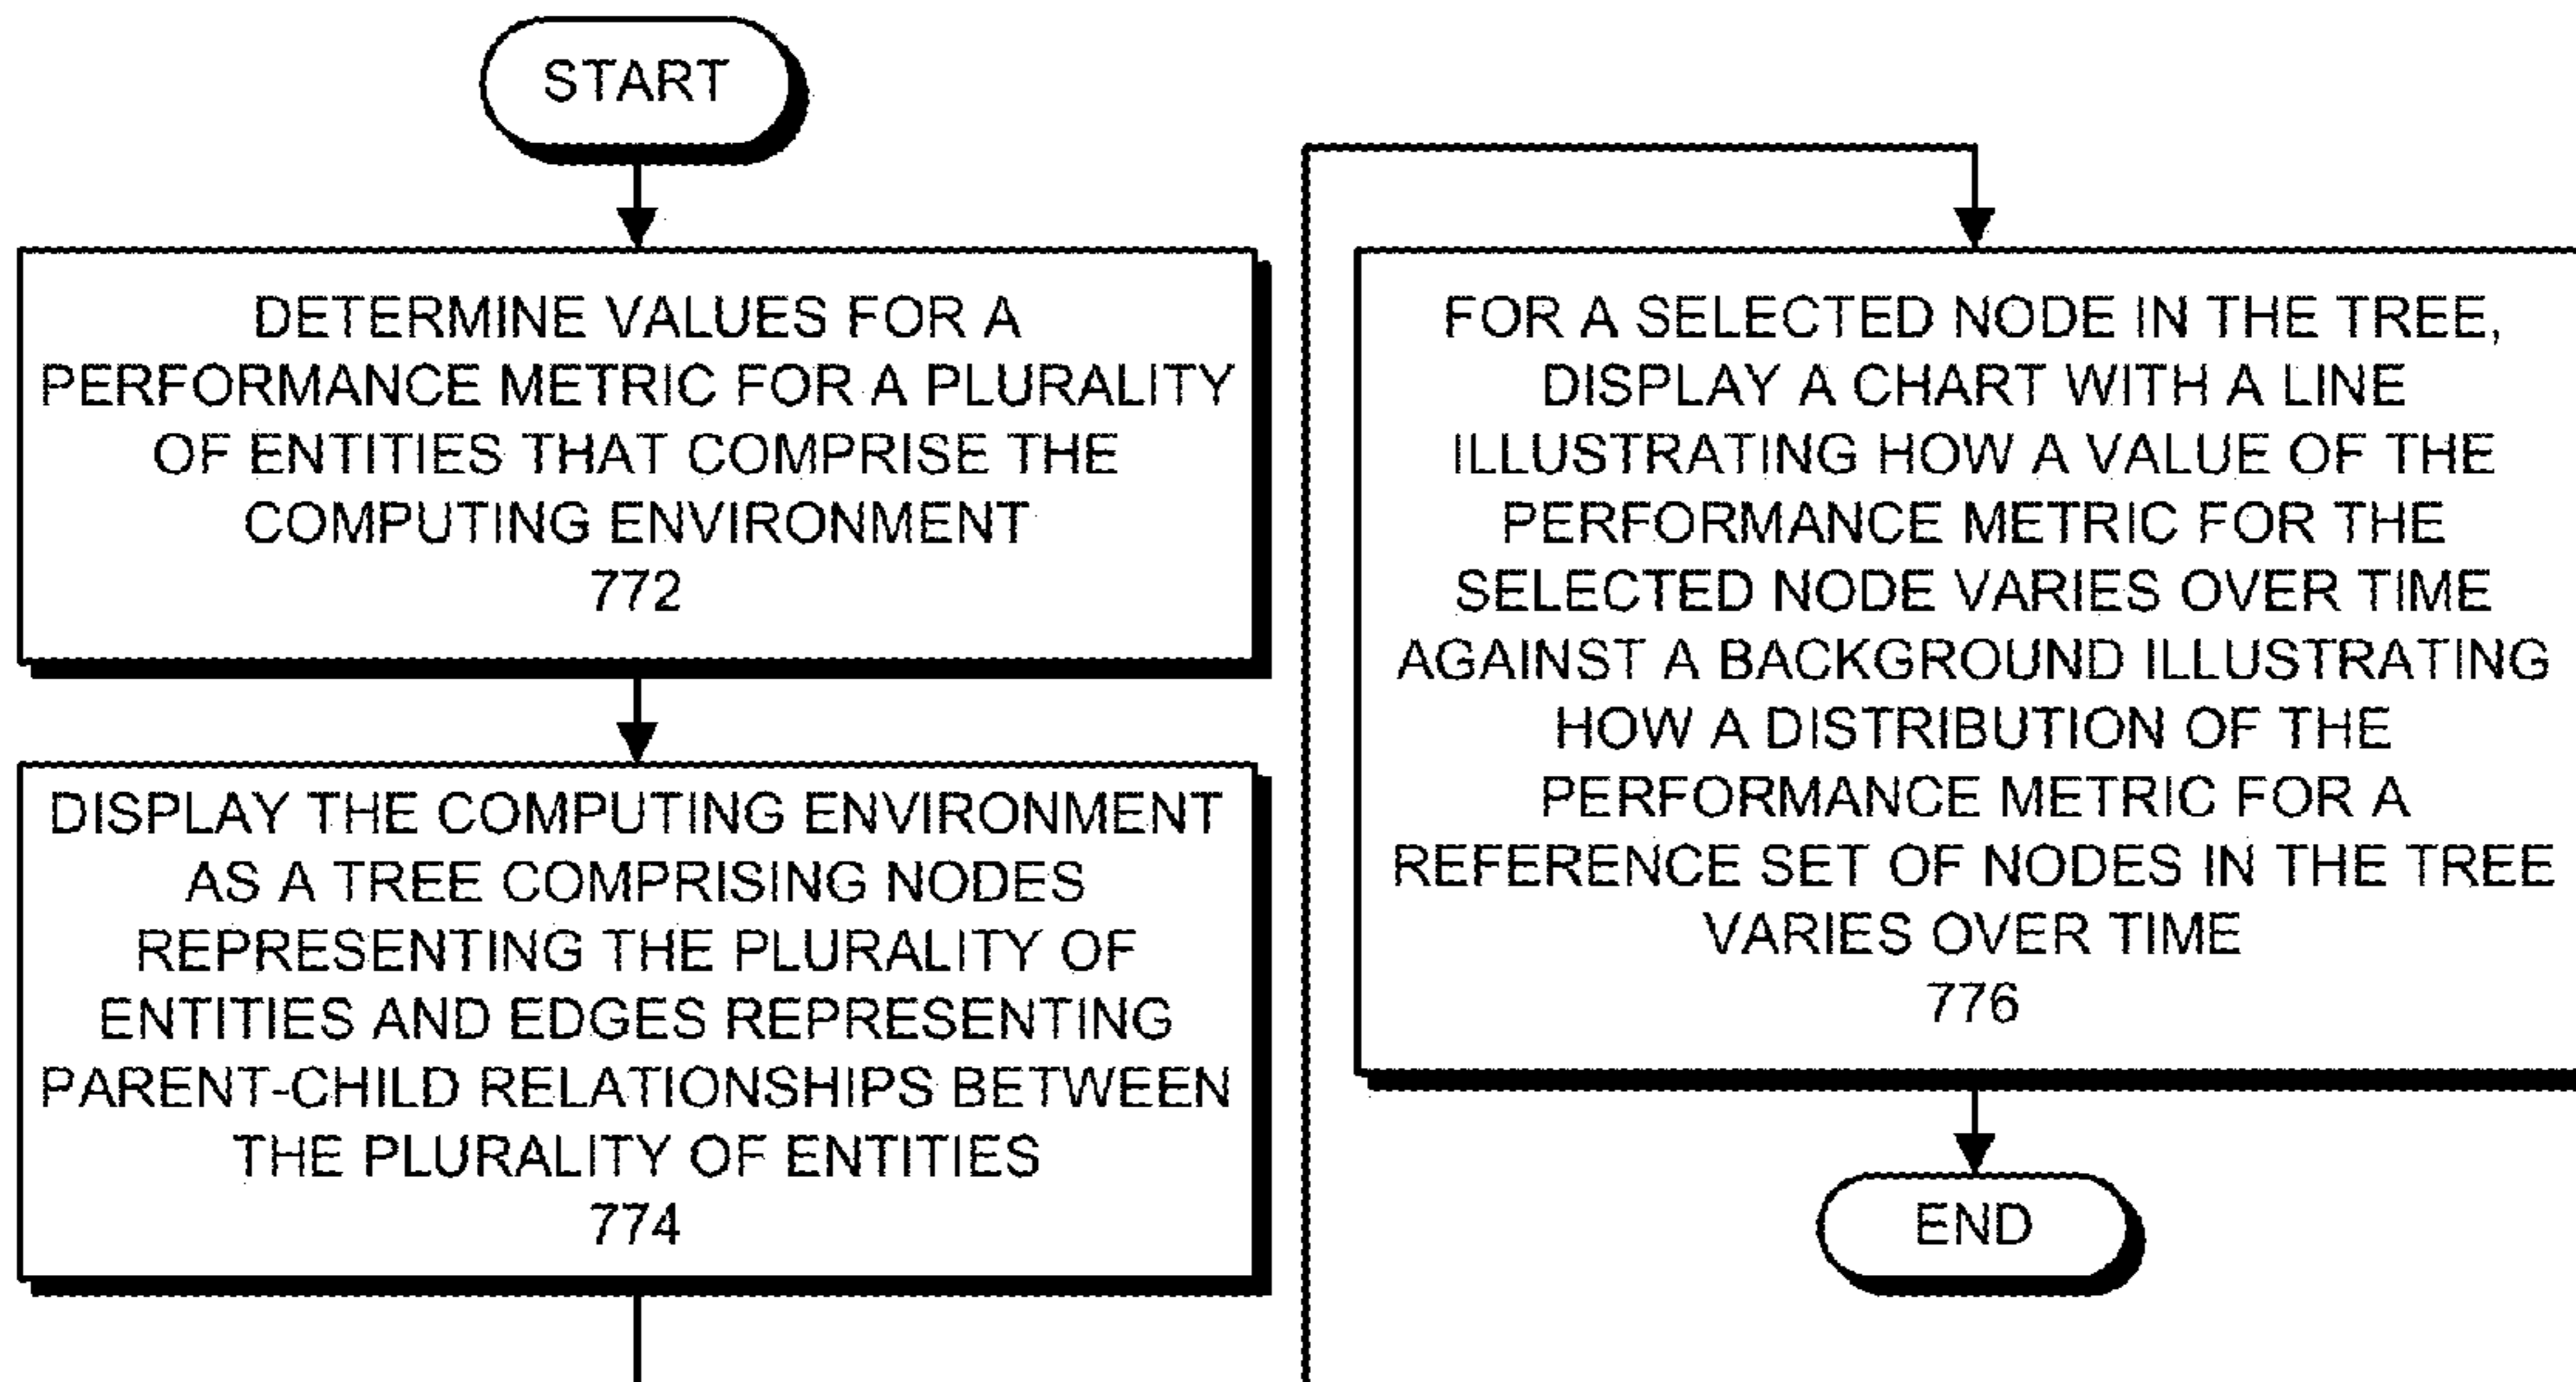 START
DETERMINE VALUES FOR A
PERFORMANCE METRIC FOR A PLURALITY
OF ENTITIES THAT COMPRISE THE
COMPUTING ENVIRONMENT
772
DISPLAY THE COMPUTING ENVIRONMENT
AS A TREE COMPRISING NODES
REPRESENTING THE PLURALITY OF
ENTITIES AND EDGES REPRESENTING
PARENT-CHILD RELATIONSHIPS BETWEEN
THE PLURALITY OF ENTITIES
774
FOR A SELECTED NODE IN THE TREE,
DISPLAY A CHART WITH A LINE
ILLUSTRATING HOW A VALUE OF THE
PERFORMANCE METRIC FOR THE
SELECTED NODE VARIES OVER TIME
AGAINST A BACKGROUND ILLUSTRATING
HOW A DISTRIBUTION OF THE
PERFORMANCE METRIC FOR A
REFERENCE SET OF NODES IN THE TREE
VARIES OVER TIME
776
END